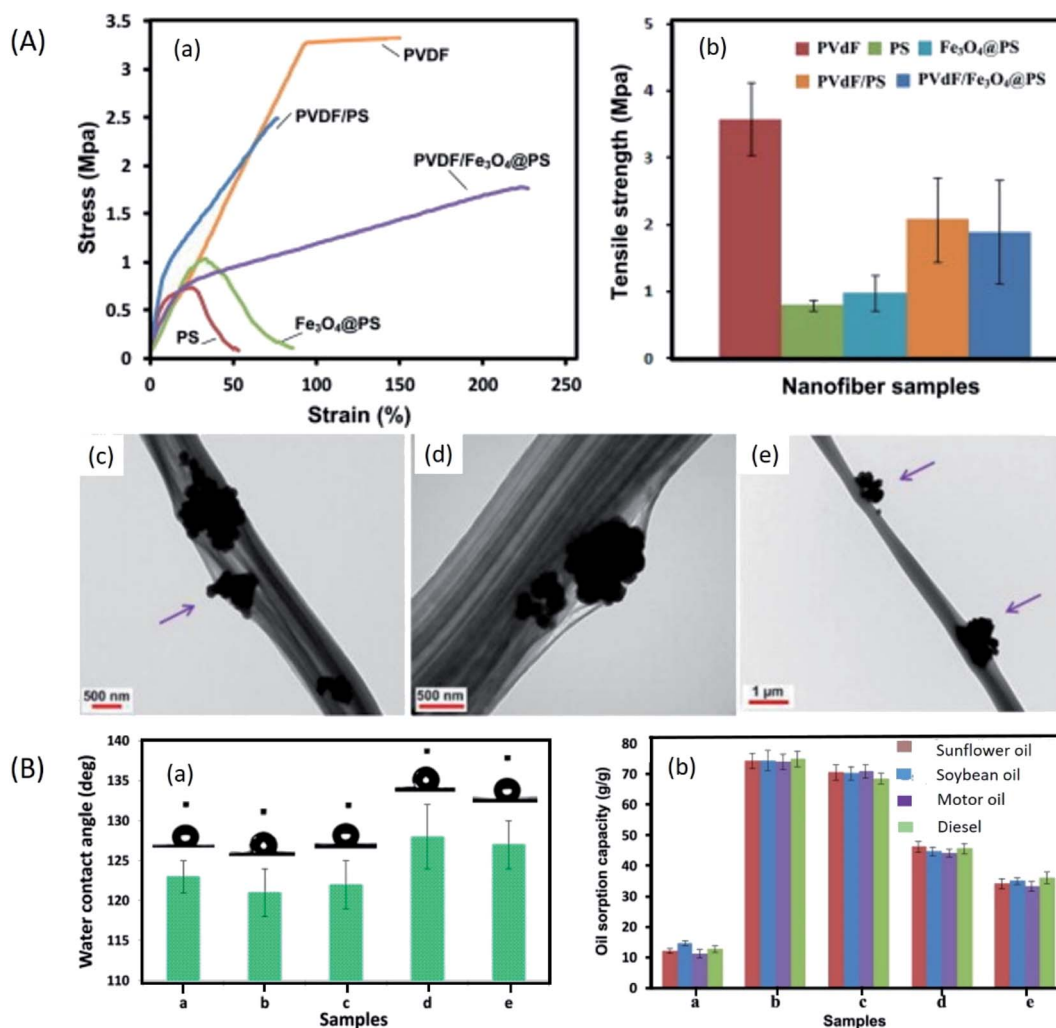 (A)
(a)
Stress (Mpa)
3.5
3
2.5
2
1.5
1
0.5
0
0
50
100
150
200
250
Strain (%)
PVDF
PVDF/PS
PVDF/Fe₃O₄@PS
PS
Fe₃O₄@PS
(b)
Tensile strength (Mpa)
5
4
3
2
1
0
PVdF
PS
Fe₃O₄@PS
PVdF/PS
PVdF/Fe₃O₄@PS
Nanofiber samples
(c)
500 nm
(d)
500 nm
(e)
1 µm
(B)
(a)
Water contact angle (deg)
140
135
130
125
120
115
110
a
b
c
d
e
Samples
(b)
Oil sorption capacity (g/g)
80
70
60
50
40
30
20
10
0
Sunflower oil
Soybean oil
Motor oil
Diesel
a
b
c
d
e
Samples